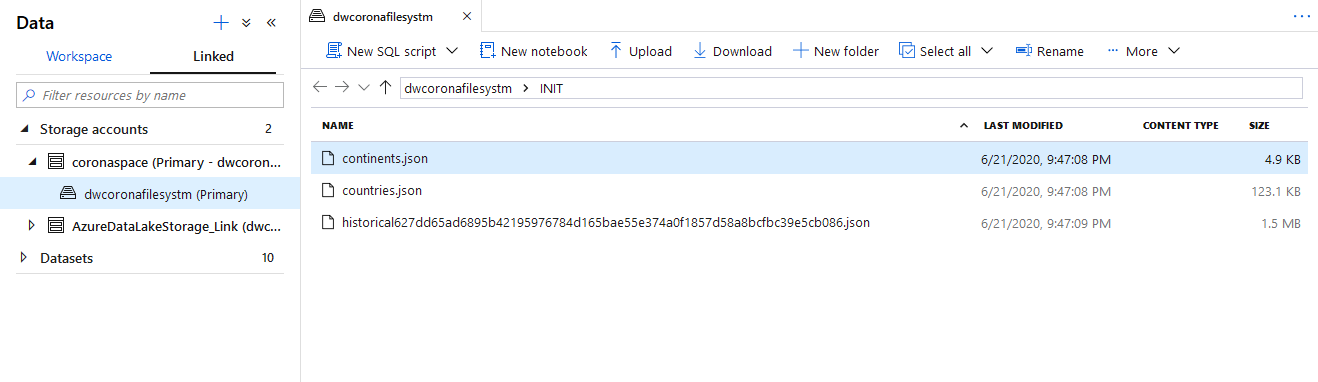 Data
Workspace Linked
Filter resources by name
Storage accounts 2
coronaspace (Primary - dwcoron...
dwcoronafilesystm (Primary)
AzureDataLakeStorage_Link (dwc...
Datasets 10
dwcoronafilesystm
New SQL script New notebook Upload Download New folder Select all Rename More
dwcoronafilesystm > INIT
NAME LAST MODIFIED CONTENT TYPE SIZE
continents.json 6/21/2020, 9:47:08 PM 4.9 KB
countries.json 6/21/2020, 9:47:08 PM 123.1 KB
historical627dd65ad6895b42195976784d165bae55e374a0f1857d58a8bcfbc39e5cb086.json 6/21/2020, 9:47:09 PM 1.5 MB